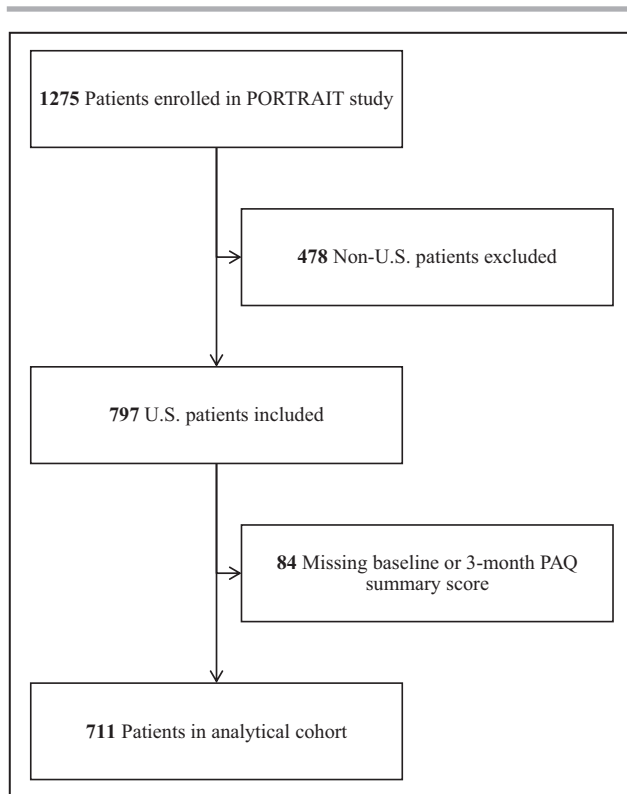 1275 Patients enrolled in PORTRAIT study
478 Non-U.S. patients excluded
797 U.S. patients included
84 Missing baseline or 3-month PAQ
summary score
711 Patients in analytical cohort